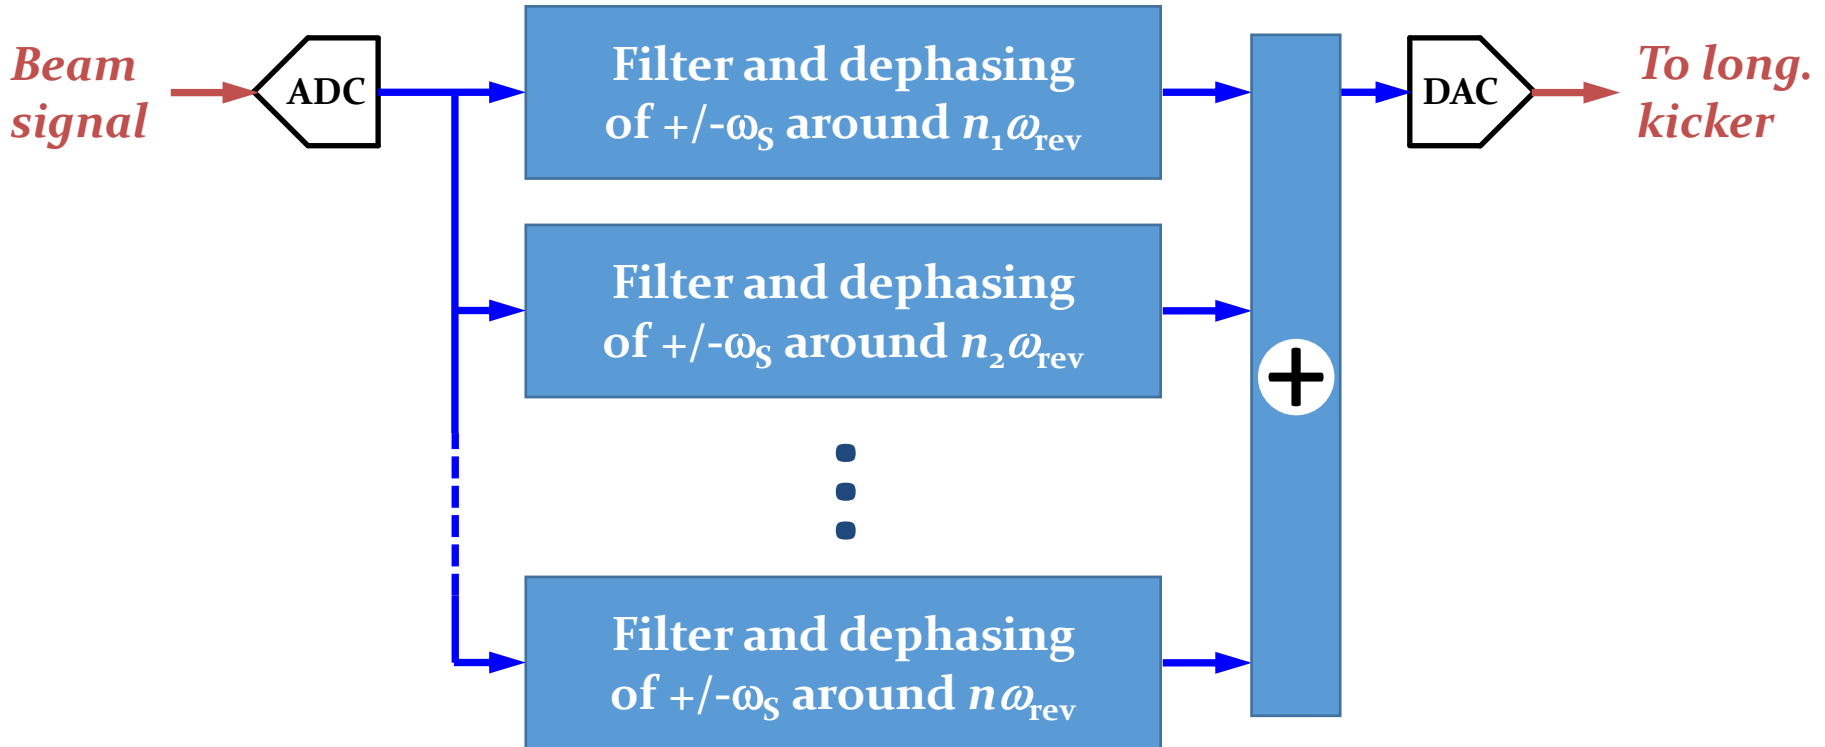 Beam
signal
ADC
Filter and dephasing
of +/-ωS around n1ωrev
Filter and dephasing
of +/-ωS around n2ωrev
Filter and dephasing
of +/-ωS around nωrev
+
DAC
To long.
kicker